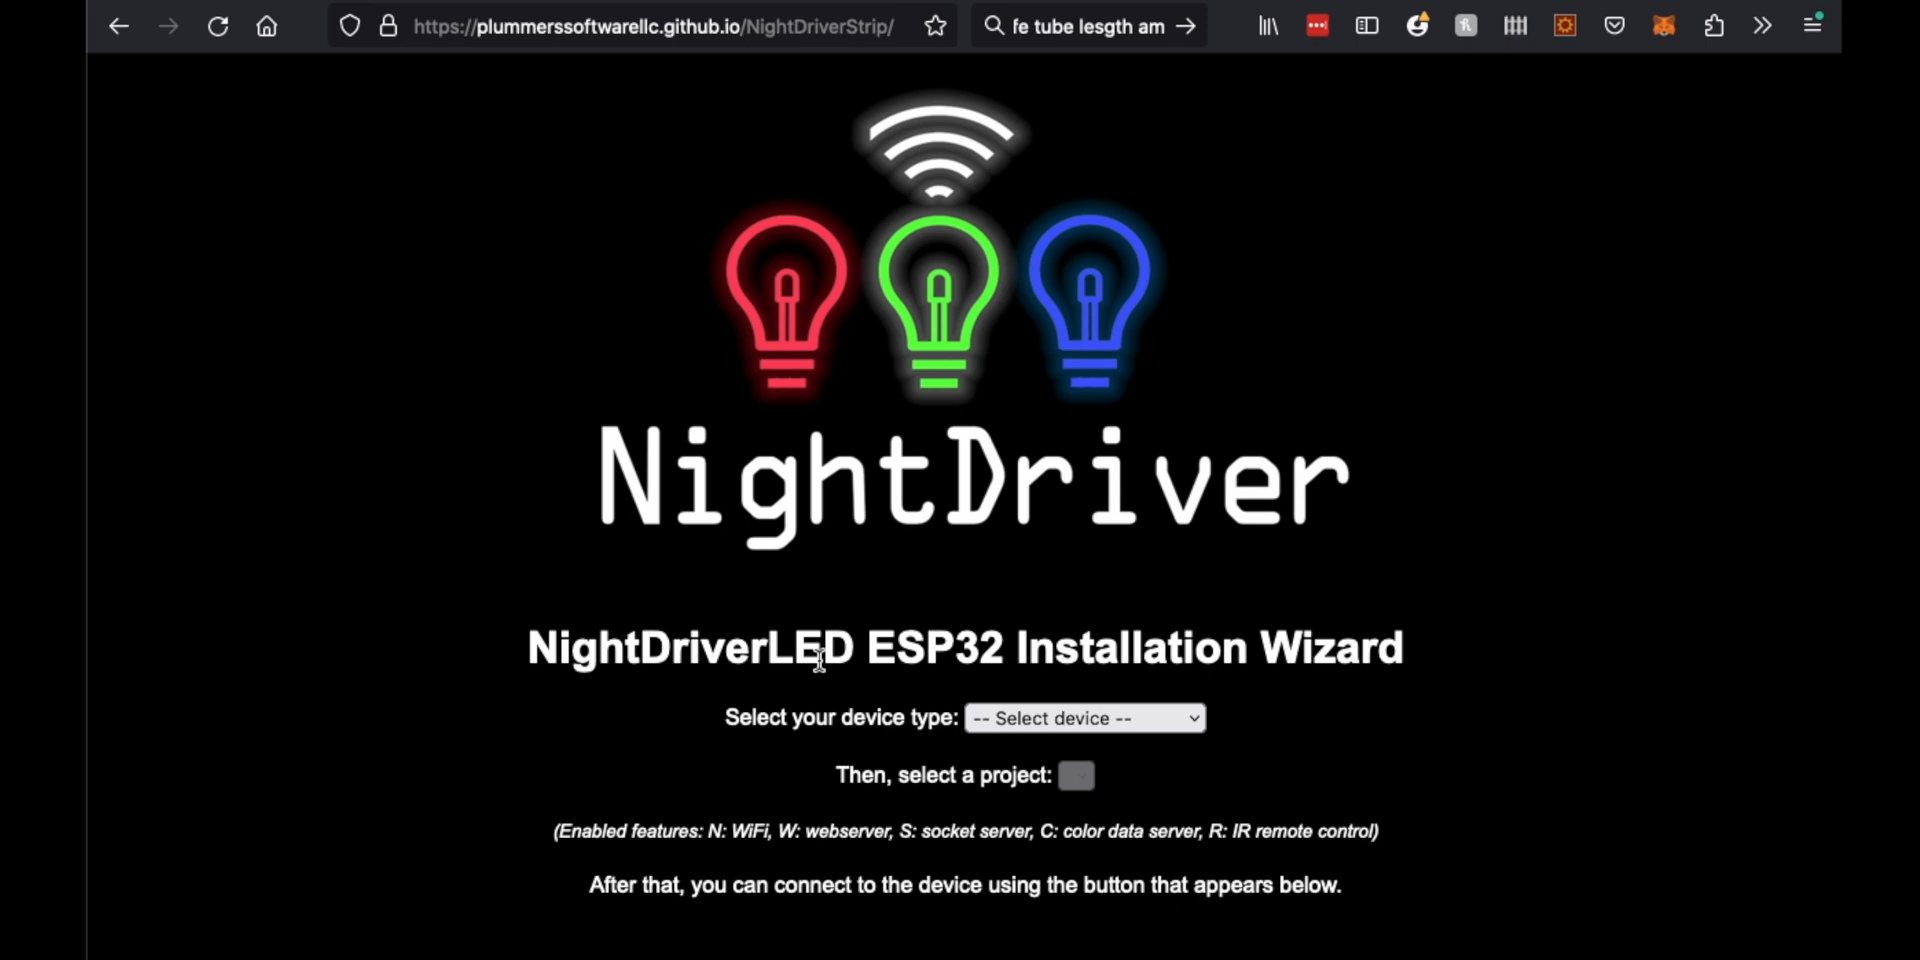 https://plummerssoftwarellc.github.io/NightDriverStrip/
fe tube lesgth am
NightDriver
NightDriverLED ESP32 Installation Wizard
Select your device type: -- Select device --
Then, select a project:
(Enabled features: N: WiFi, W: webserver, S: socket server, C: color data server, R: IR remote control)
After that, you can connect to the device using the button that appears below.